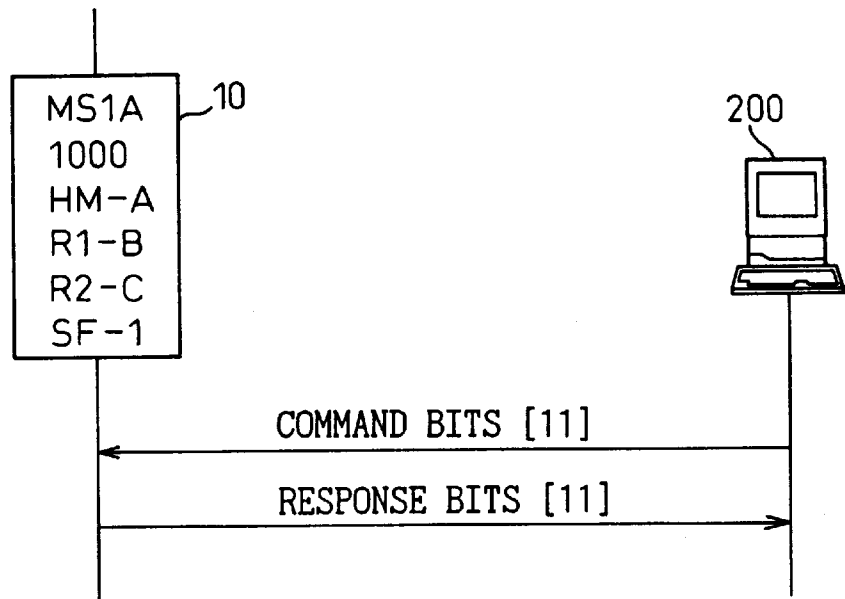 MS1A
1000
HM-A
R1-B
R2-C
SF-1
10
200
COMMAND BITS [11]
RESPONSE BITS [11]